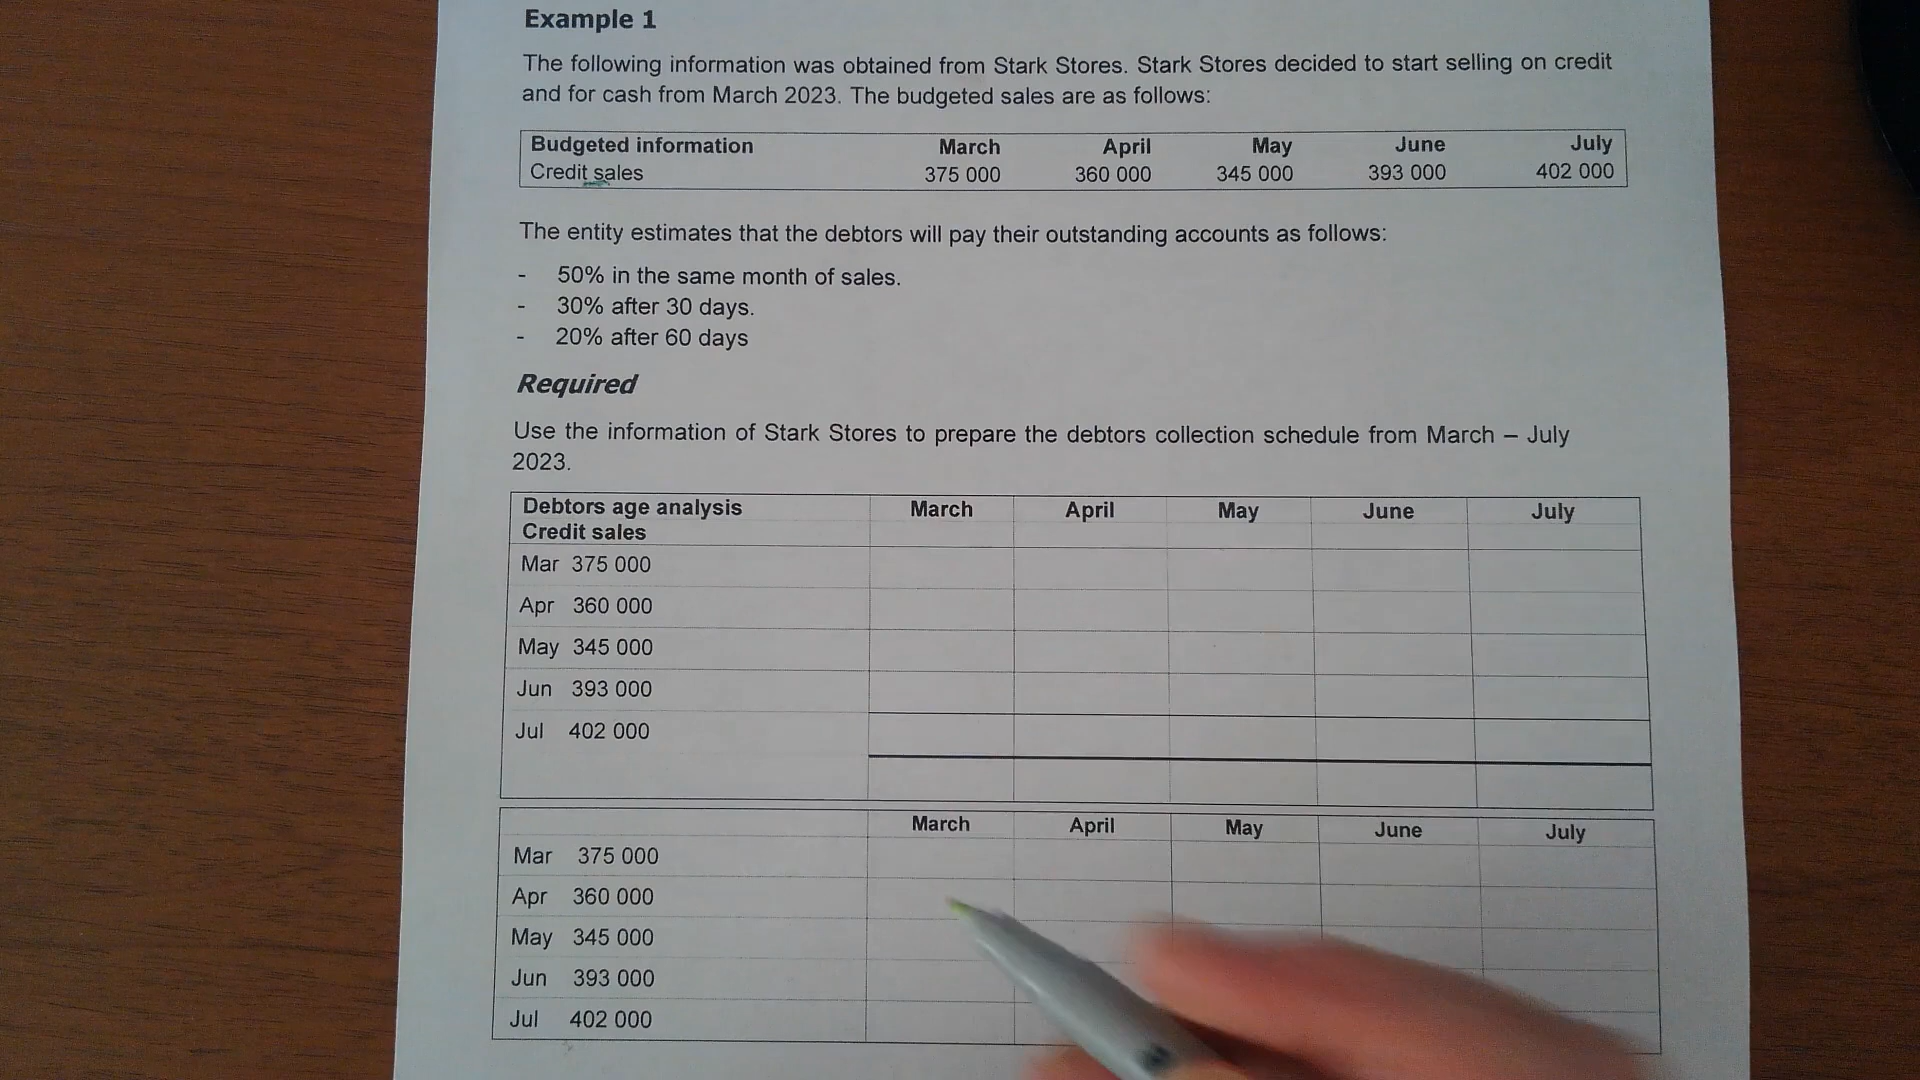 Example 1
The following information was obtained from Stark Stores. Stark Stores decided to start selling on credit
and for cash from March 2023. The budgeted sales are as follows:
Budgeted information March April May June July
Credit sales 375 000 360 000 345 000 393 000 402 000
The entity estimates that the debtors will pay their outstanding accounts as follows:
- 50% in the same month of sales.
- 30% after 30 days.
- 20% after 60 days
Required
Use the information of Stark Stores to prepare the debtors collection schedule from March – July
2023.
Debtors age analysis March April May June July
Credit sales
Mar 375 000
Apr 360 000
May 345 000
Jun 393 000
Jul 402 000
March April May June July
Mar 375 000
Apr 360 000
May 345 000
Jun 393 000
Jul 402 000